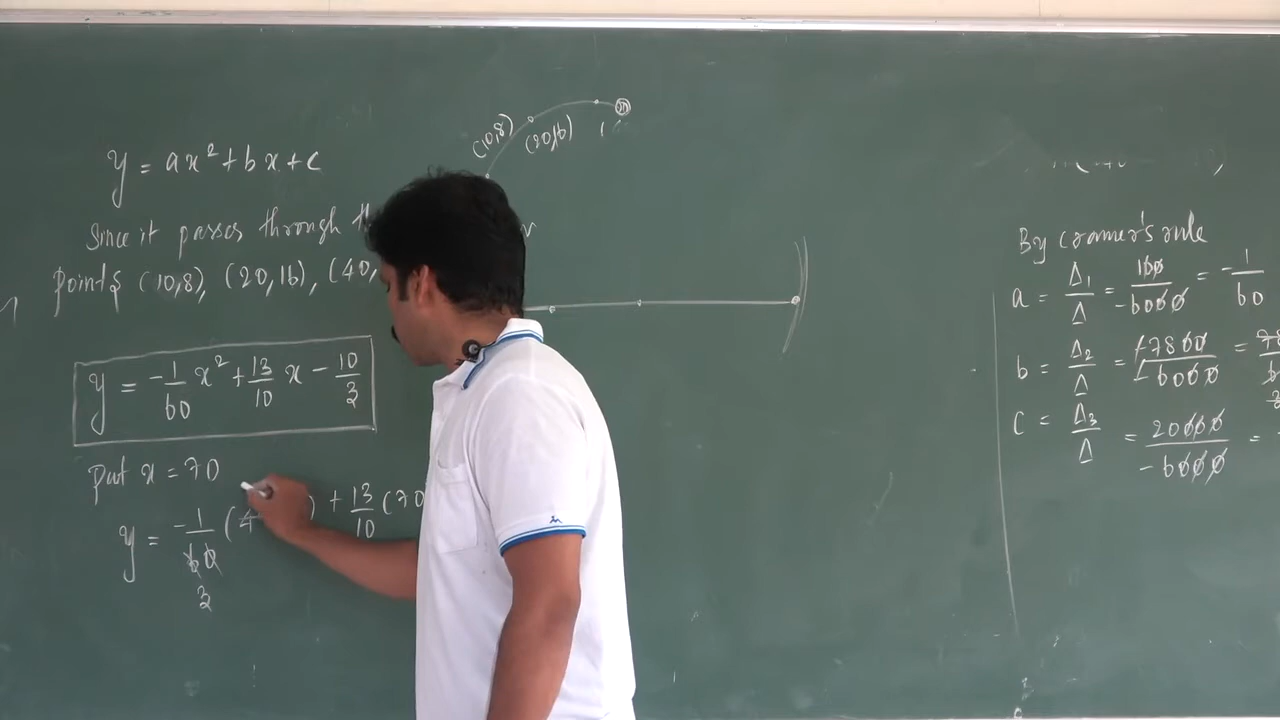 (10,8)
(20,16)
y = ax² + bx + c
Since it passes through
points (10,8), (20,16), (40,
y = -1/60 x² + 13/10 x - 10/3
Put x = 70
y = -1/60 (4 ) + 13/10 (70
3
By Cramer's rule
a = Δ₁/Δ = 100/-6000 = -1/60
b = Δ₂/Δ = -7800/-6000 = 78
c = Δ₃/Δ = 20000/-6000 =